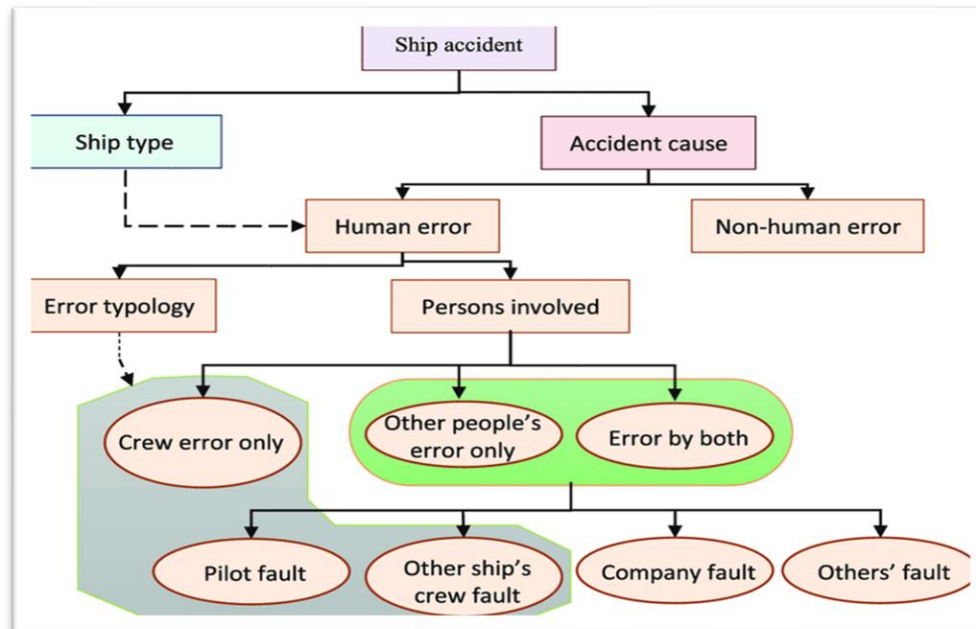 Ship accident
Ship type
Accident cause
Human error
Non-human error
Error typology
Persons involved
Crew error only
Other people's
error only
Error by both
Pilot fault
Other ship's
crew fault
Company fault
Others' fault